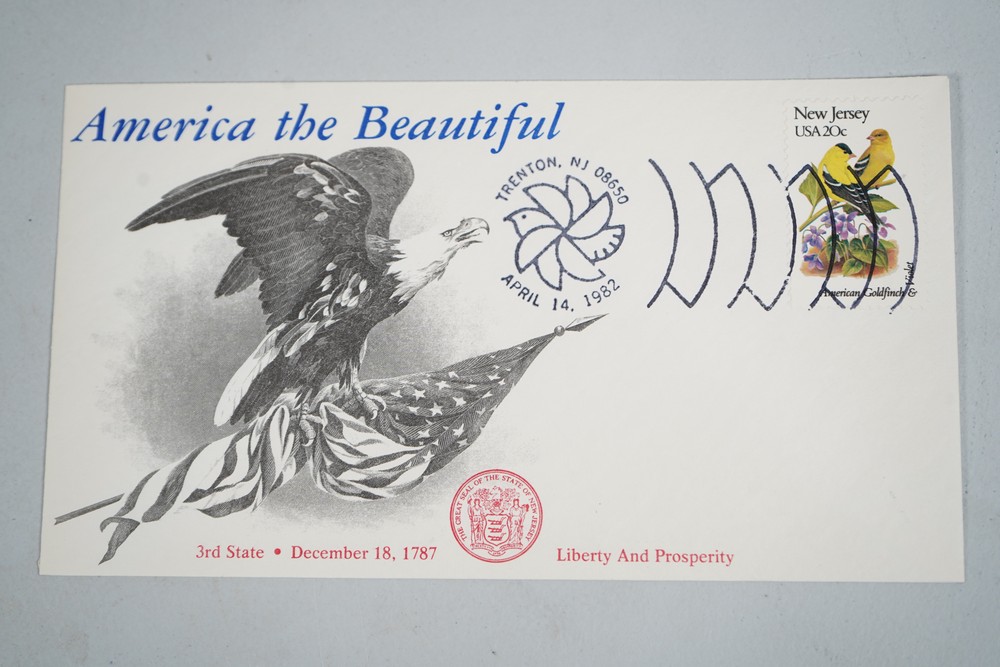 America the Beautiful
New Jersey
USA 20c
TRENTON, NJ 08650
APRIL 14, 1982
American Goldfinch & Violet
THE GREAT SEAL OF THE STATE OF NEW JERSEY
3rd State • December 18, 1787
Liberty And Prosperity